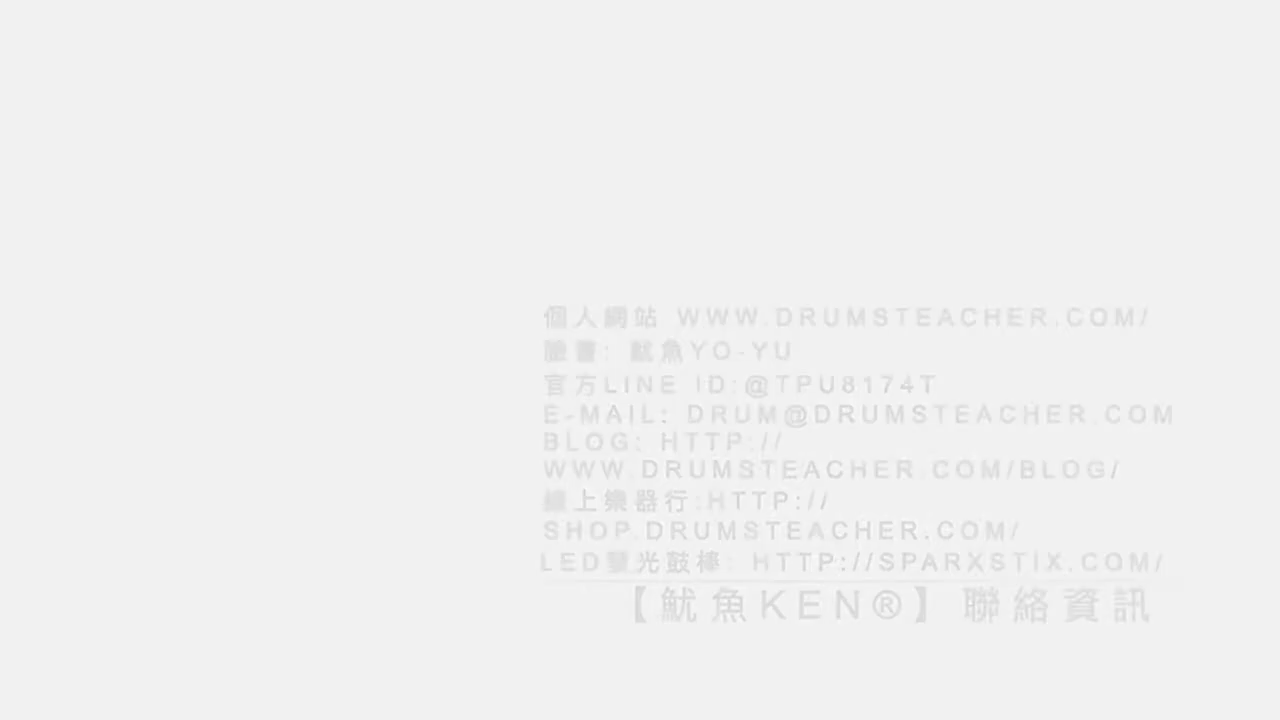 個人網站 WWW.DRUMSTEACHER.COM/
臉書: 魷魚YO-YU
官方LINE ID:@TPU8174T
E-MAIL: DRUM@DRUMSTEACHER.COM
BLOG: HTTP://
WWW.DRUMSTEACHER.COM/BLOG/
線上樂器行:HTTP://
SHOP.DRUMSTEACHER.COM/
LED螢光鼓棒: HTTP://SPARXSTIX.COM/
【魷魚KEN®】 聯絡資訊